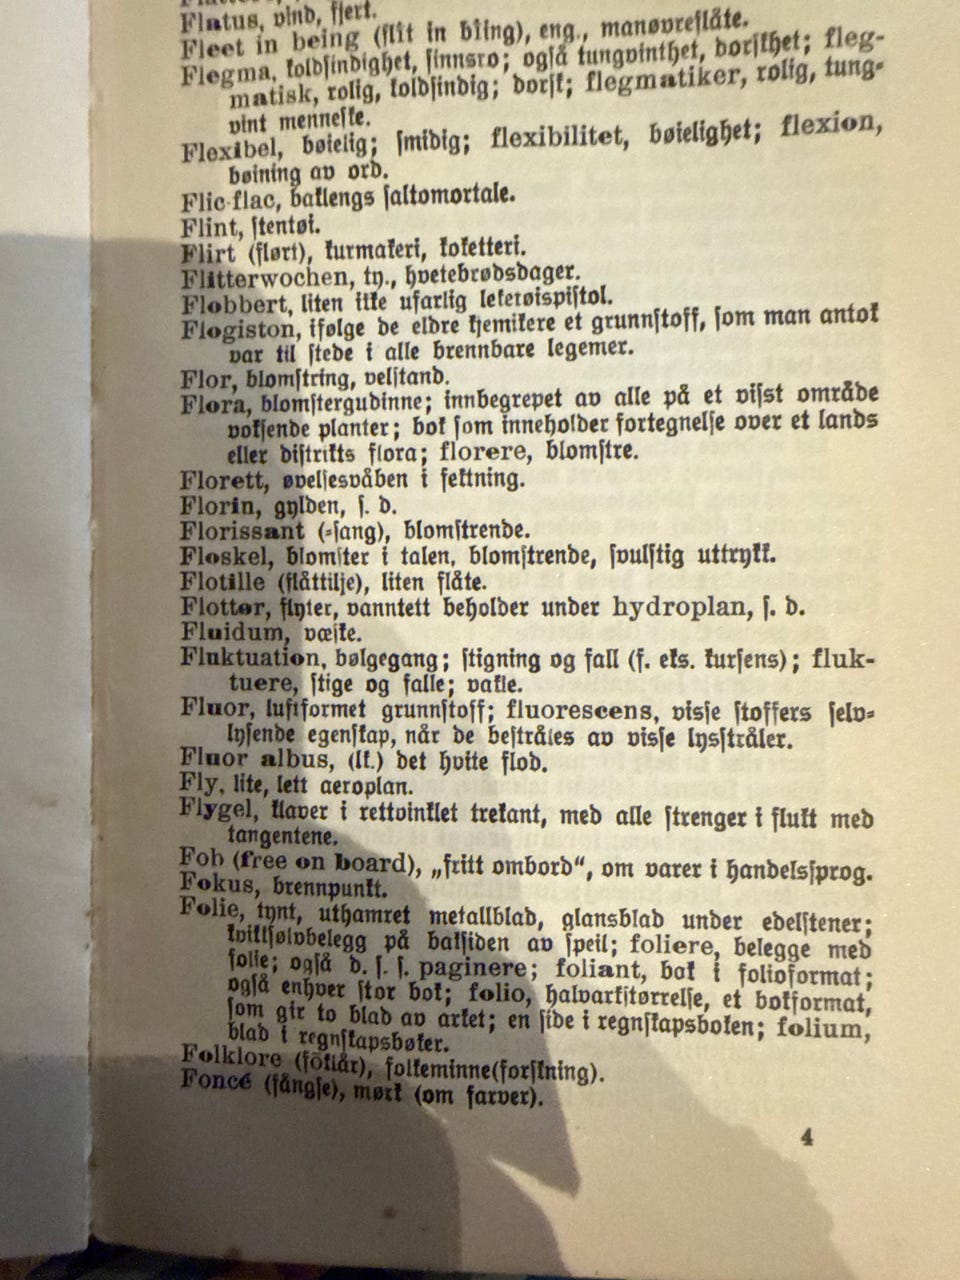 Flatus, vind, fjert.
Fleet in being (flit in biing), eng., manøvreflåte.
Flegma, koldsindighet, sinnsro; også tungvinthet, dorskhet; fleg-
matisk, rolig, koldsindig; dorsk; flegmatiker, rolig, tung-
vint menneske.
Flexibel, bøielig; smidig; flexibilitet, bøielighet; flexion,
bøining av ord.
Flic-flac, baklengs saltomortale.
Flint, stentøi.
Flirt (flørt), kurmakeri, koketteri.
Flitterwochen, ty., hvetebrødsdager.
Flobbert, liten ikke ufarlig leketøispistol.
Flogiston, ifølge de eldre kjemikere et grunnstoff, som man antok
var til stede i alle brennbare legemer.
Flor, blomstring, velstand.
Flora, blomstergudinne; innbegrepet av alle på et visst område
voksende planter; bok som inneholder fortegnelse over et lands
eller distrikts flora; florere, blomstre.
Florett, øvelsesvåben i fektning.
Florin, gylden, s. d.
Florissant (-sang), blomstrende.
Floskel, blomster i talen, blomstrende, svulstig uttrykk.
Flotille (flåttilje), liten flåte.
Flottør, flyter, vanntett beholder under hydroplan, s. d.
Fluidum, væske.
Fluktuation, bølgegang; stigning og fall (f. eks. kursens); fluk-
tuere, stige og falle; vakle.
Fluor, luftformet grunnstoff; fluorescens, visse stoffers selv-
lysende egenskap, når de bestråles av visse lysstråler.
Fluor albus, (lt.) det hvite flod.
Fly, lite, lett aeroplan.
Flygel, klaver i rettvinklet trekant, med alle strenger i flukt med
tangentene.
Fob (free on board), „fritt ombord“, om varer i handelssprog.
Fokus, brennpunkt.
Folie, tynt, uthamret metallblad, glansblad under edelstener;
kvikksølvbelegg på baksiden av speil; foliere, belegge med
folie; også d. s. s. paginere; foliant, bok i folioformat;
også enhver stor bok; folio, halvarkstørrelse, et bokformat,
som gir to blad av arket; en side i regnskapsboken; folium,
blad i regnskapsbøker.
Folklore (fōklår), folkeminne(forskning).
Foncé (fångse), mørk (om farver).
4